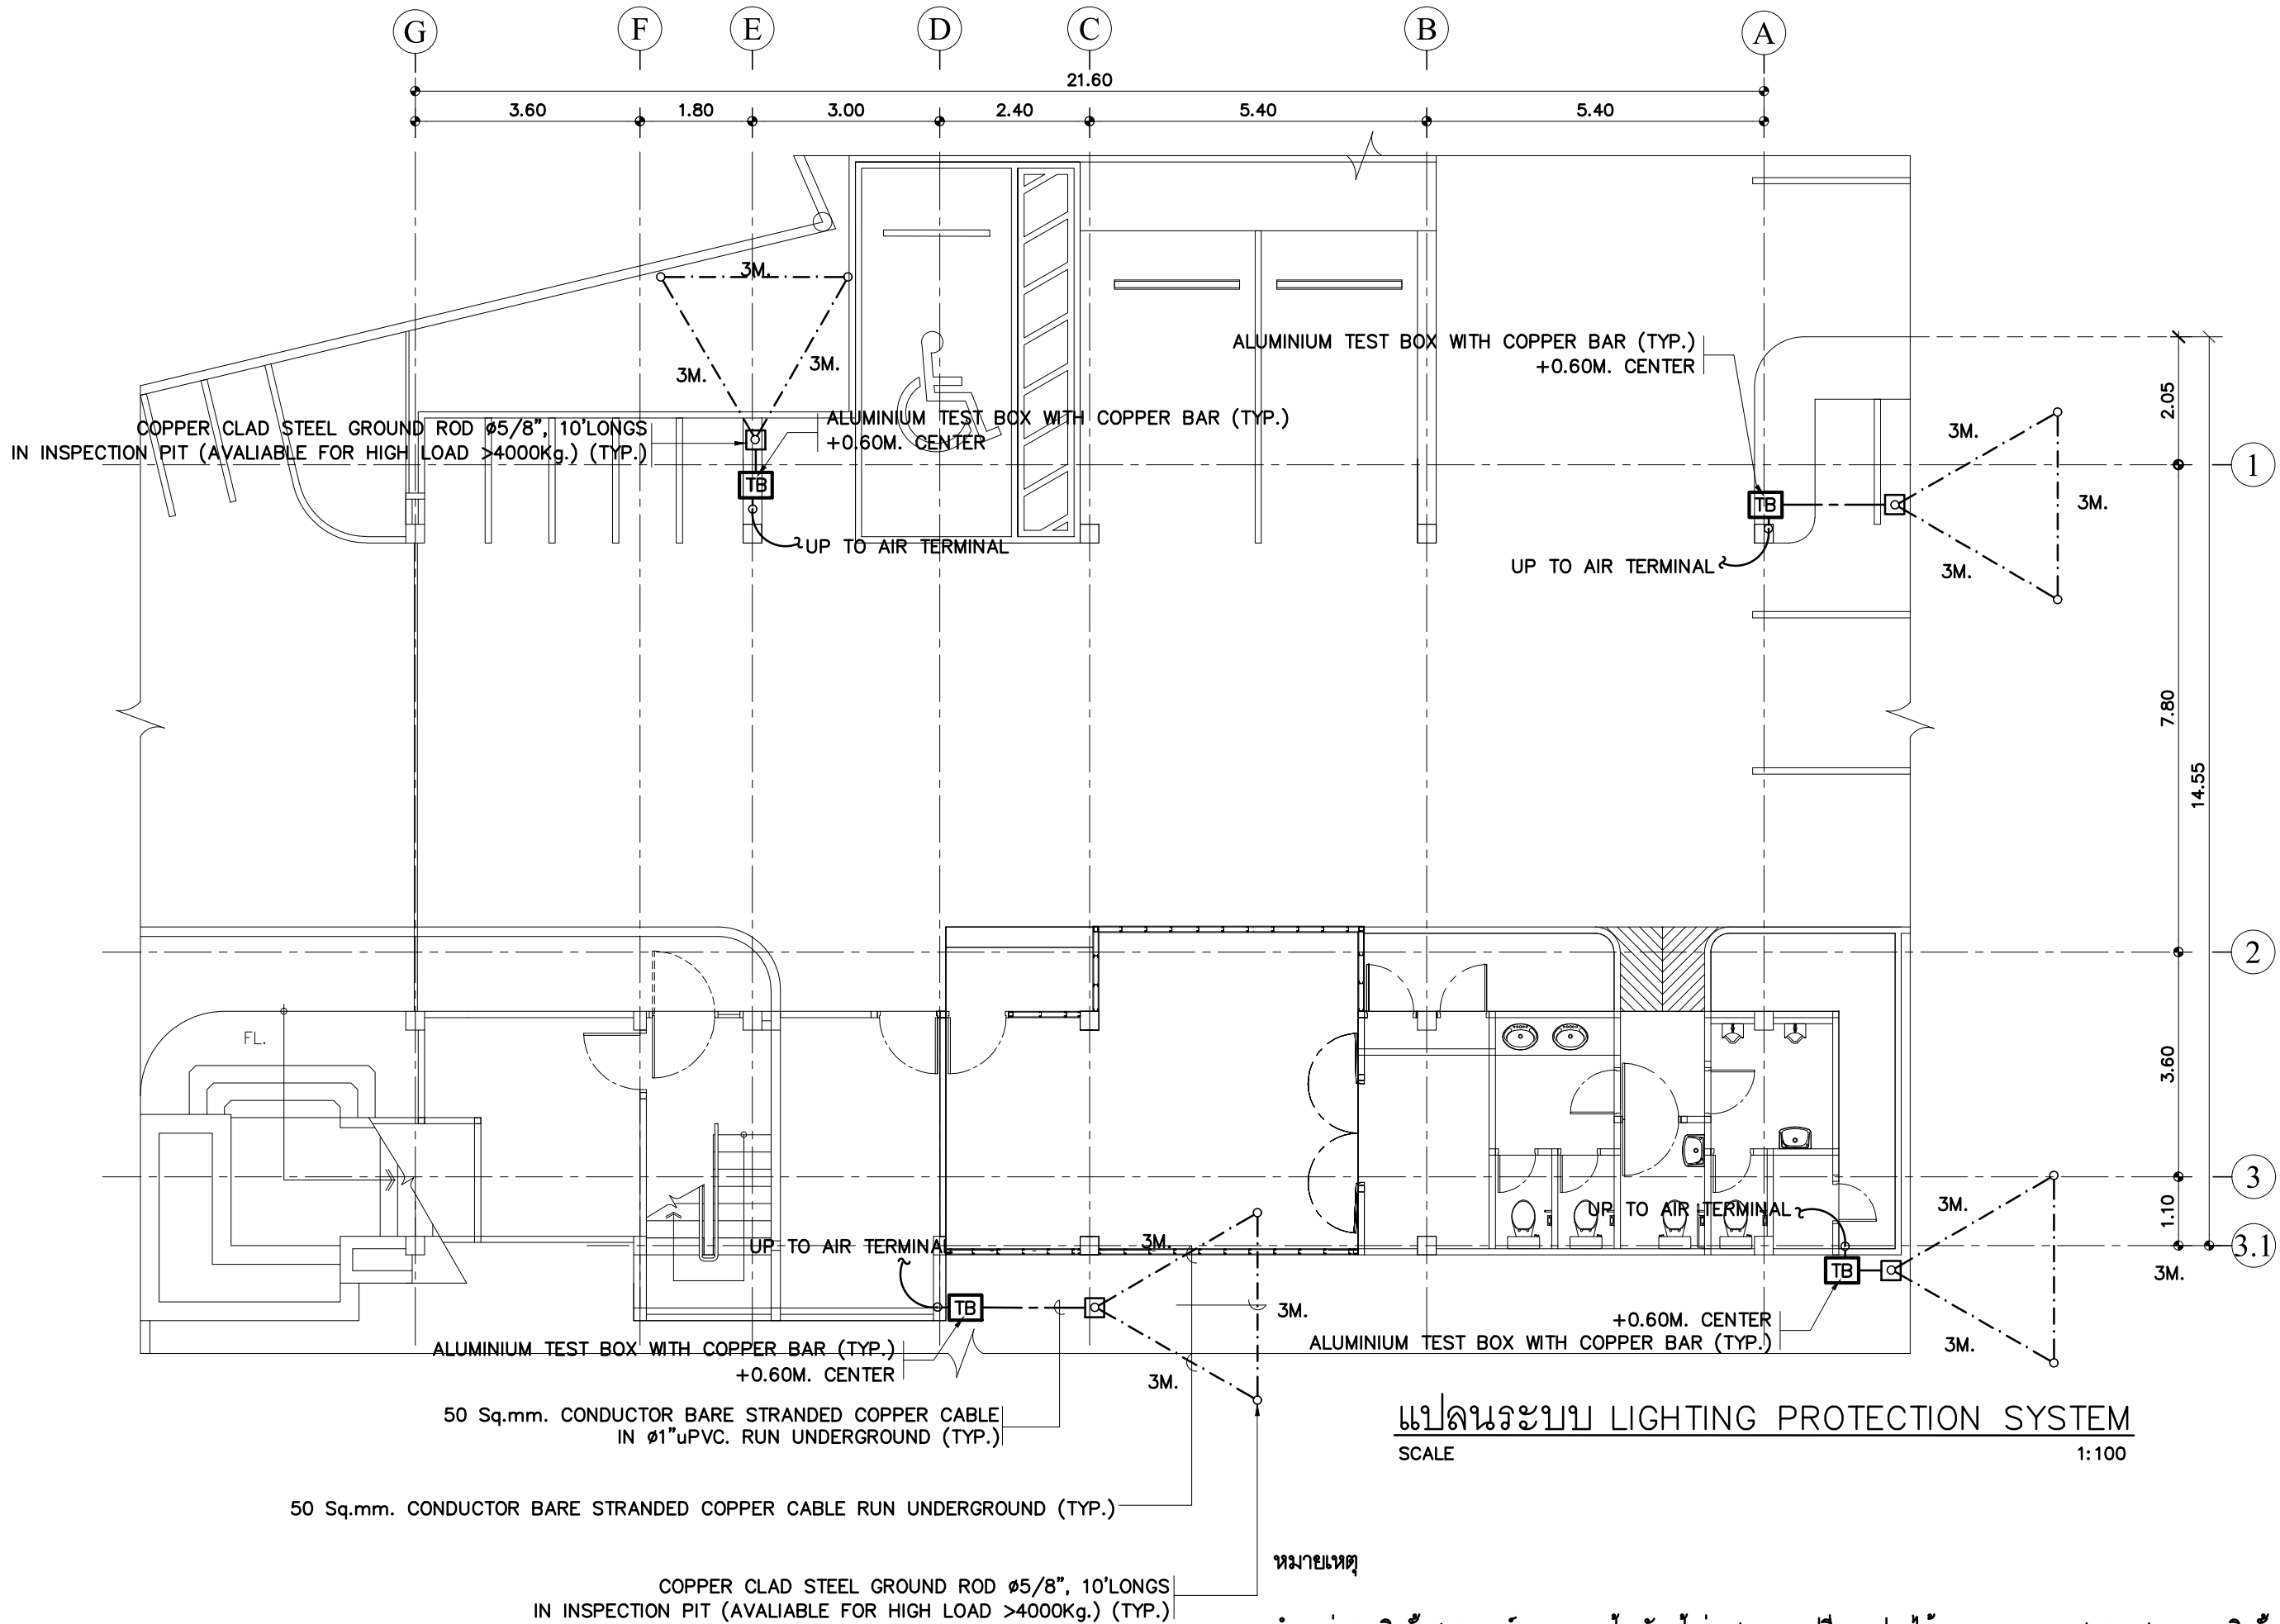 G F E D C B A
21.60
3.60 1.80 3.00 2.40 5.40 5.40
3M.
3M.
3M.
ALUMINIUM TEST BOX WITH COPPER BAR (TYP.)
+0.60M. CENTER
COPPER CLAD STEEL GROUND ROD ø5/8", 10'LONGS
IN INSPECTION PIT (AVALIABLE FOR HIGH LOAD >4000Kg.) (TYP.)
ALUMINIUM TEST BOX WITH COPPER BAR (TYP.)
+0.60M. CENTER
TB
UP TO AIR TERMINAL
TB
UP TO AIR TERMINAL
3M.
3M.
3M.
2.05
1
7.80
14.55
2
3.60
3
1.10
3.1
FL.
UP TO AIR TERMINAL
TB
3M.
3M.
3M.
UP TO AIR TERMINAL
TB
3M.
3M.
3M.
ALUMINIUM TEST BOX WITH COPPER BAR (TYP.)
+0.60M. CENTER
+0.60M. CENTER
ALUMINIUM TEST BOX WITH COPPER BAR (TYP.)
50 Sq.mm. CONDUCTOR BARE STRANDED COPPER CABLE
IN ø1"uPVC. RUN UNDERGROUND (TYP.)
50 Sq.mm. CONDUCTOR BARE STRANDED COPPER CABLE RUN UNDERGROUND (TYP.)
COPPER CLAD STEEL GROUND ROD ø5/8", 10'LONGS
IN INSPECTION PIT (AVALIABLE FOR HIGH LOAD >4000Kg.) (TYP.)
แปลนระบบ LIGHTING PROTECTION SYSTEM
SCALE 1:100
หมายเหตุ